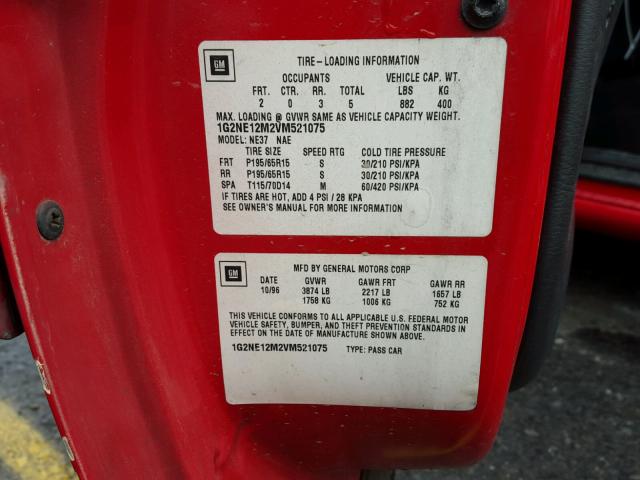 GM
TIRE-LOADING INFORMATION
OCCUPANTS VEHICLE CAP. WT.
FRT. CTR. RR. TOTAL LBS KG
2 0 3 5 882 400
MAX. LOADING @ GVWR SAME AS VEHICLE CAPACITY WEIGHT.
1G2NE12M2VM521075
MODEL: NE37 NAE
TIRE SIZE SPEED RTG COLD TIRE PRESSURE
FRT P195/65R15 S 30/210 PSI/KPA
RR P195/65R15 S 30/210 PSI/KPA
SPA T115/70D14 M 60/420 PSI/KPA
IF TIRES ARE HOT, ADD 4 PSI / 28 KPA
SEE OWNER'S MANUAL FOR MORE INFORMATION
GM
MFD BY GENERAL MOTORS CORP
DATE GVWR GAWR FRT GAWR RR
10/96 3874 LB 2217 LB 1657 LB
1758 KG 1006 KG 752 KG
THIS VEHICLE CONFORMS TO ALL APPLICABLE U.S. FEDERAL MOTOR
VEHICLE SAFETY, BUMPER, AND THEFT PREVENTION STANDARDS IN
EFFECT ON THE DATE OF MANUFACTURE SHOWN ABOVE.
1G2NE12M2VM521075 TYPE: PASS CAR